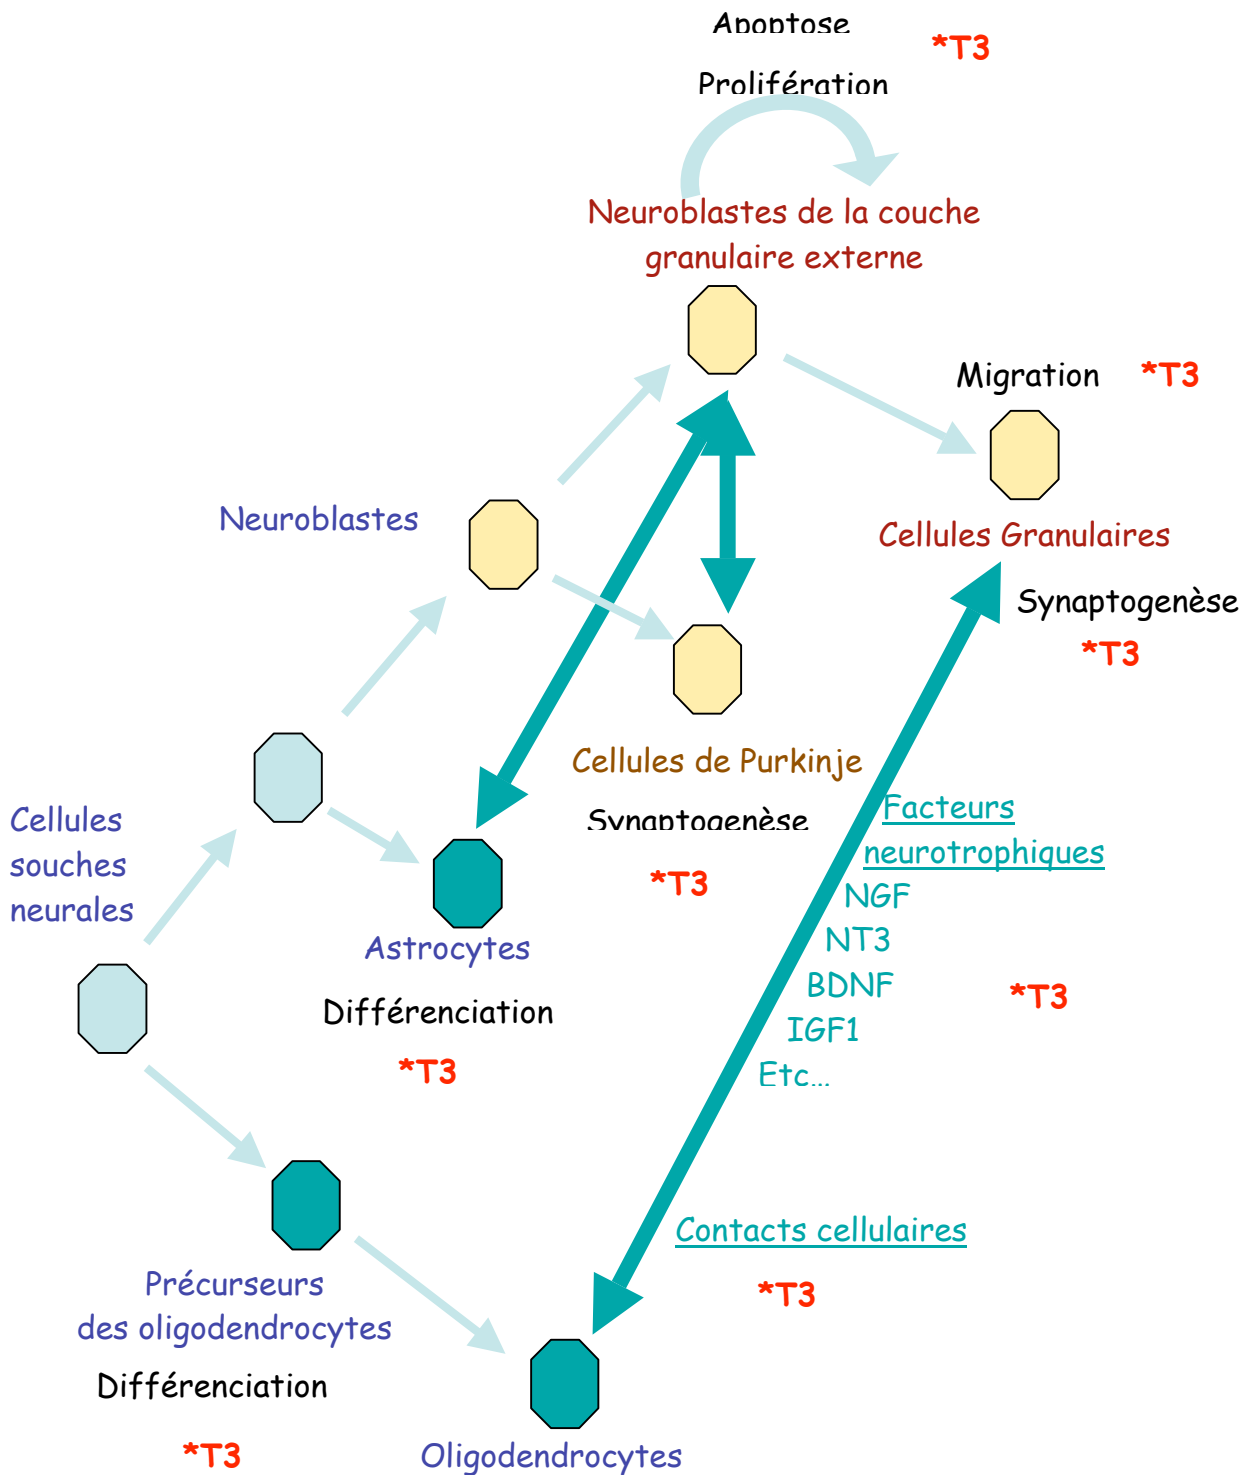 Apoptose
*T3
Prolifération
Neuroblastes de la couche
granulaire externe
Migration *T3
Neuroblastes
Cellules Granulaires
Synaptogenèse
*T3
Cellules de Purkinje
Synaptogenèse
*T3
Facteurs
neurotrophiques
NGF
NT3
BDNF
IGF1
Etc...
*T3
Cellules
souches
neurales
Astrocytes
Différenciation
*T3
Contacts cellulaires
*T3
Précurseurs
des oligodendrocytes
Différenciation
*T3
Oligodendrocytes